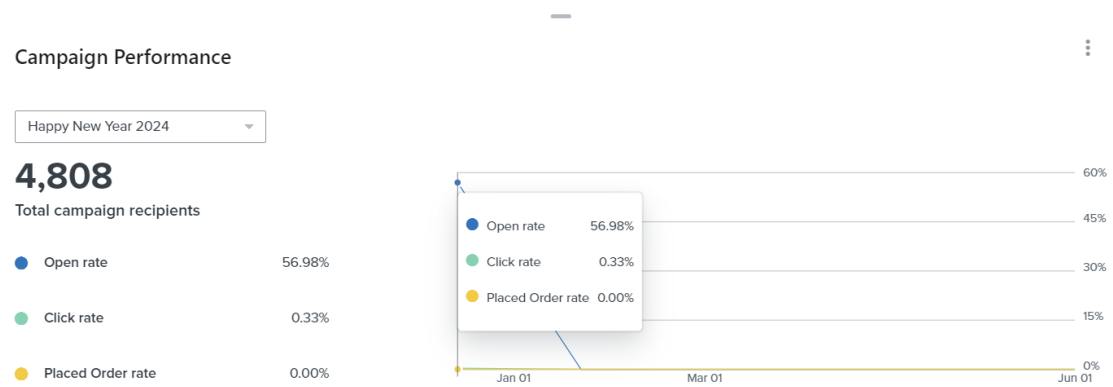 Campaign Performance
Happy New Year 2024
4,808
Total campaign recipients
Open rate 56.98%
Click rate 0.33%
Placed Order rate 0.00%
60%
45%
30%
15%
0%
Open rate 56.98%
Click rate 0.33%
Placed Order rate 0.00%
Jan 01 Mar 01 Jun 01